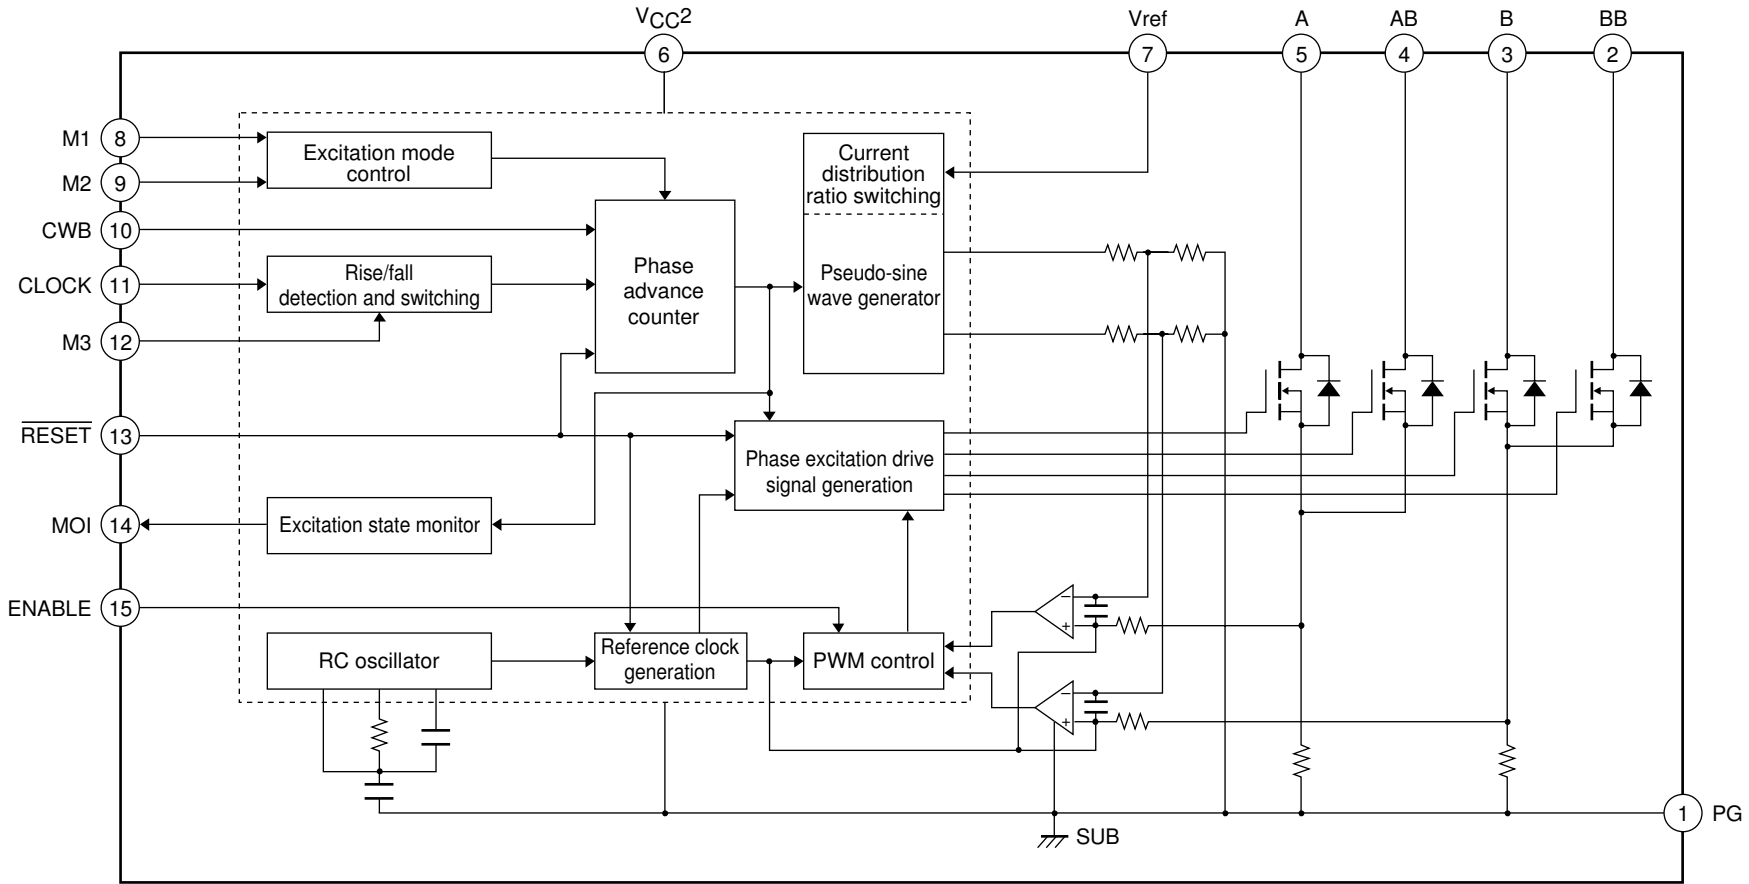 VCC2
Vref
A
AB
B
BB
6
7
5
4
3
2
M1
8
M2
9
CWB
10
CLOCK
11
M3
12
RESET
13
MOI
14
ENABLE
15
Excitation mode
control
Rise/fall
detection and switching
Phase
advance
counter
Current
distribution
ratio switching
Pseudo-sine
wave generator
Phase excitation drive
signal generation
Excitation state monitor
RC oscillator
Reference clock
generation
PWM control
−
+
−
+
SUB
1
PG